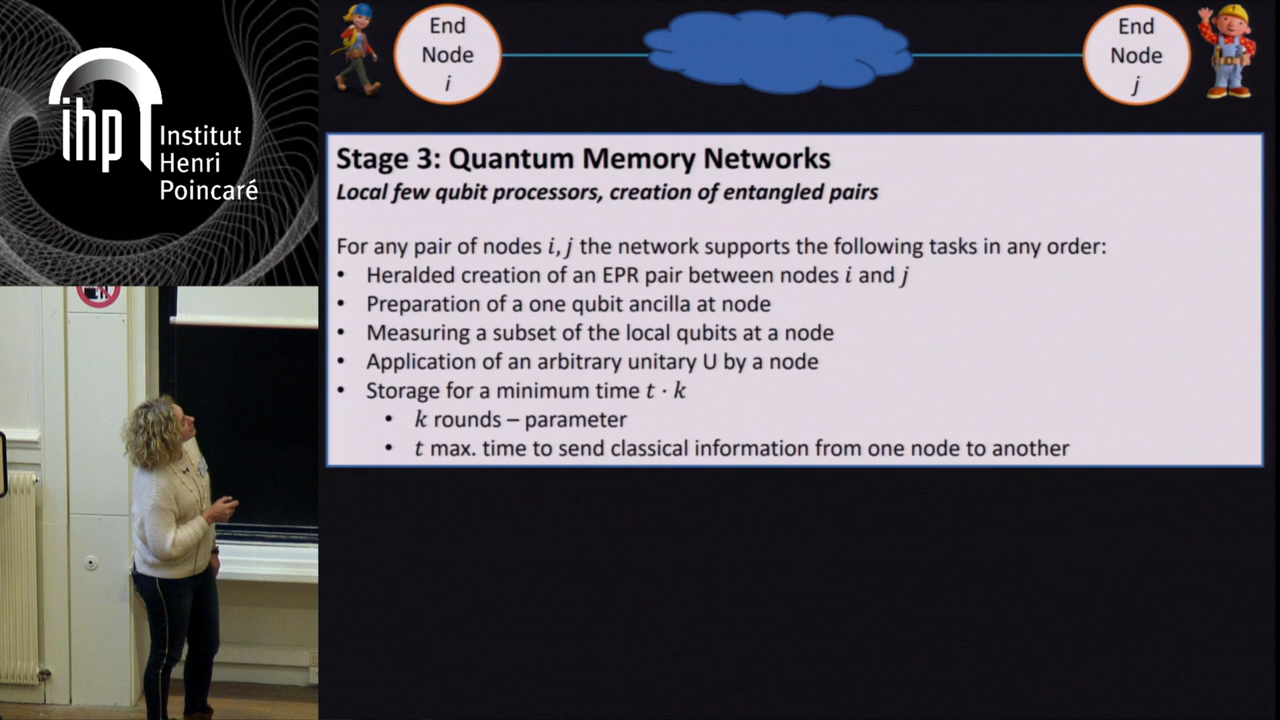 ihp Institut
Henri
Poincaré
End
Node
i
End
Node
j
Stage 3: Quantum Memory Networks
Local few qubit processors, creation of entangled pairs
For any pair of nodes i, j the network supports the following tasks in any order:
• Heralded creation of an EPR pair between nodes i and j
• Preparation of a one qubit ancilla at node
• Measuring a subset of the local qubits at a node
• Application of an arbitrary unitary U by a node
• Storage for a minimum time t · k
• k rounds – parameter
• t max. time to send classical information from one node to another